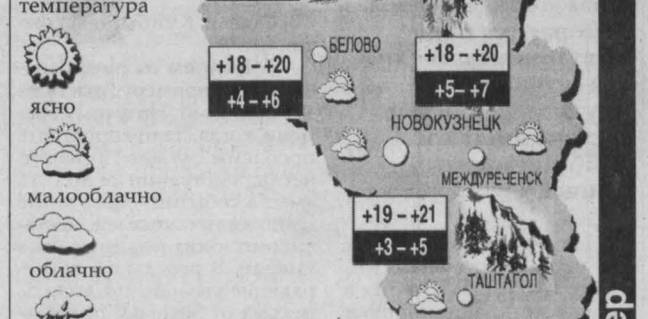 температура
ясно
малооблачно
облачно
БЕЛОВО
+18 – +20
+4 – +6
+18 – +20
+5– +7
НОВОКУЗНЕЦК
МЕЖДУРЕЧЕНСК
+19 – +21
+3 – +5
ТАШТАГОЛ
ер